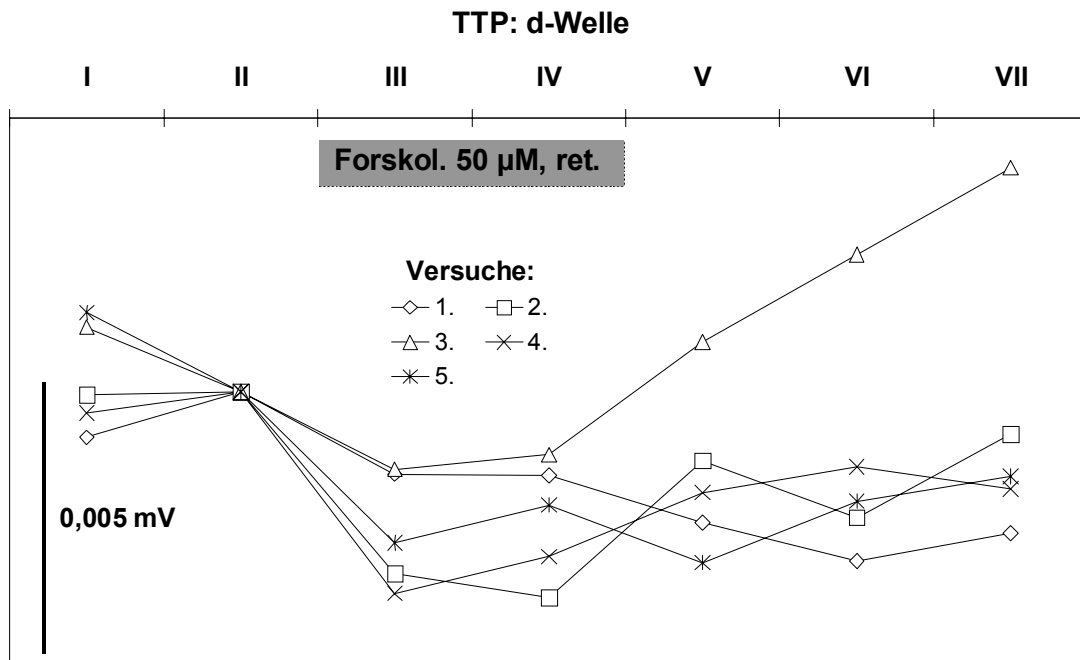 TTP: d-Welle
I II III IV V VI VII
Forskol. 50 µM, ret.
Versuche:
1. 2.
3. 4.
5.
0,005 mV